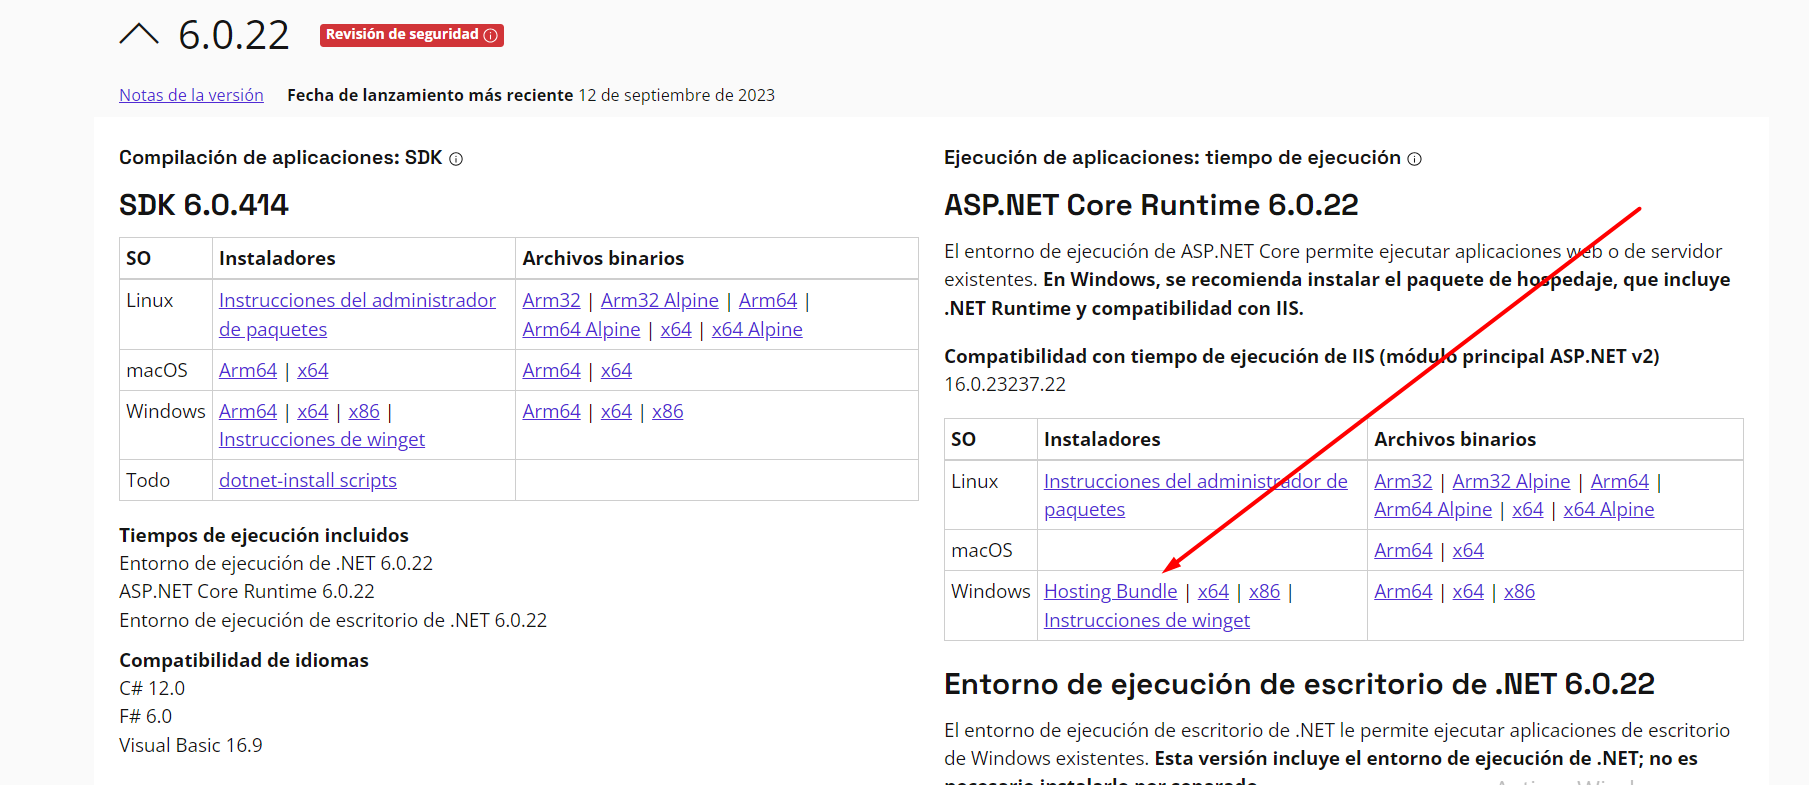 6.0.22
Revisión de seguridad
Notas de la versión Fecha de lanzamiento más reciente 12 de septiembre de 2023
Compilación de aplicaciones: SDK
SDK 6.0.414
SO Instaladores Archivos binarios
Linux Instrucciones del administrador de paquetes Arm32 | Arm32 Alpine | Arm64 |
Arm64 Alpine | x64 | x64 Alpine
macOS Arm64 | x64 Arm64 | x64
Windows Arm64 | x64 | x86 | Arm64 | x64 | x86
Instrucciones de winget
Todo dotnet-install scripts
Tiempos de ejecución incluidos
Entorno de ejecución de .NET 6.0.22
ASP.NET Core Runtime 6.0.22
Entorno de ejecución de escritorio de .NET 6.0.22
Compatibilidad de idiomas
C# 12.0
F# 6.0
Visual Basic 16.9
Ejecución de aplicaciones: tiempo de ejecución
ASP.NET Core Runtime 6.0.22
El entorno de ejecución de ASP.NET Core permite ejecutar aplicaciones web o de servidor
existentes. En Windows, se recomienda instalar el paquete de hospedaje, que incluye
.NET Runtime y compatibilidad con IIS.
Compatibilidad con tiempo de ejecución de IIS (módulo principal ASP.NET v2)
16.0.23237.22
SO Instaladores Archivos binarios
Linux Instrucciones del administrador de paquetes Arm32 | Arm32 Alpine | Arm64 |
Arm64 Alpine | x64 | x64 Alpine
macOS Arm64 | x64
Windows Hosting Bundle | x64 | x86 | Arm64 | x64 | x86
Instrucciones de winget
Entorno de ejecución de escritorio de .NET 6.0.22
El entorno de ejecución de escritorio de .NET le permite ejecutar aplicaciones de escritorio
de Windows existentes. Esta versión incluye el entorno de ejecución de .NET; no es
necesario instalarlo por separado.